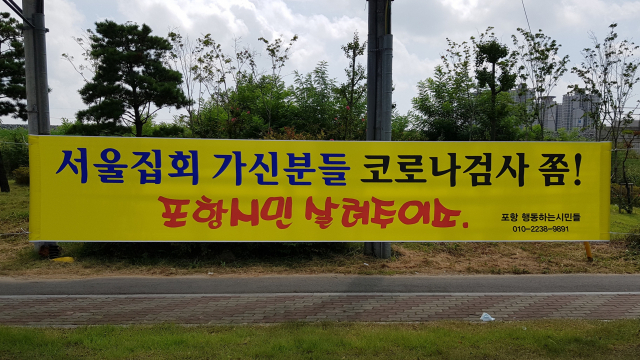 서울집회 가신분들 코로나검사 쫌!
포항시민 살려주이소.
포항 행동하는시민들
010-2238-9891